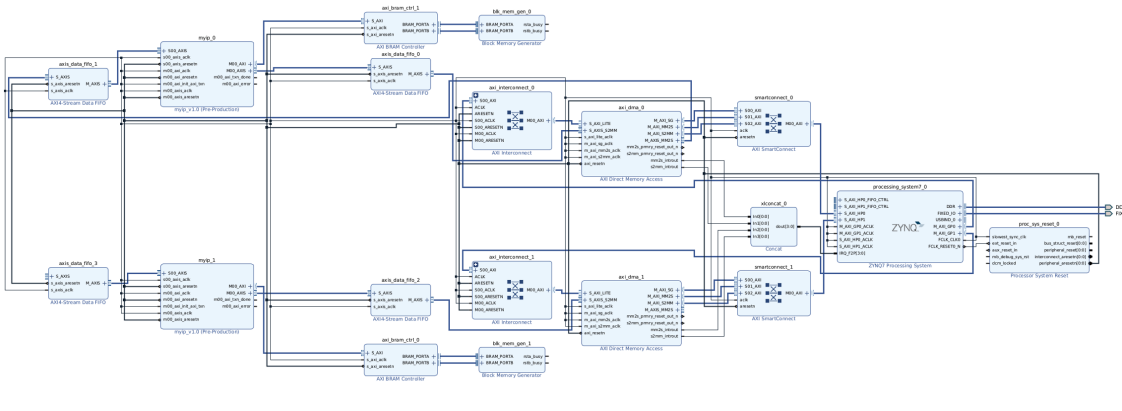 axi_bram_ctrl_1
S_AXI
s_axi_aclk
s_axi_aresetn
BRAM_PORTA
BRAM_PORTB
AXI BRAM Controller
blk_mem_gen_0
BRAM_PORTA
BRAM_PORTB
rsta_busy
rstb_busy
Block Memory Generator
myip_0
S00_AXIS
s00_axis_aclk
s00_axis_aresetn
m00_axi_aclk
m00_axi_aresetn
m00_axi_init_axi_txn
m00_axis_aclk
m00_axis_aresetn
M00_AXI
M00_AXIS
m00_axi_txn_done
m00_axi_error
myip_v1.0 (Pre-Production)
axis_data_fifo_1
S_AXIS
s_axis_aresetn
s_axis_aclk
M_AXIS
AXI4-Stream Data FIFO
axis_data_fifo_0
S_AXIS
s_axis_aresetn
s_axis_aclk
M_AXIS
AXI4-Stream Data FIFO
axi_interconnect_0
S00_AXI
ACLK
ARESETN
S00_ACLK
S00_ARESETN
M00_ACLK
M00_ARESETN
M00_AXI
AXI Interconnect
axi_dma_0
S_AXI_LITE
S_AXIS_S2MM
s_axi_lite_aclk
m_axi_sg_aclk
m_axi_mm2s_aclk
m_axi_s2mm_aclk
axi_resetn
M_AXI_SG
M_AXI_MM2S
M_AXI_S2MM
M_AXIS_MM2S
mm2s_prmry_reset_out_n
s2mm_prmry_reset_out_n
mm2s_introut
s2mm_introut
AXI Direct Memory Access
smartconnect_0
S00_AXI
S01_AXI
S02_AXI
aclk
aresetn
M00_AXI
AXI SmartConnect
xlconcat_0
In0[0:0]
In1[0:0]
In2[0:0]
In3[0:0]
dout[3:0]
Concat
processing_system7_0
S_AXI_HP0_FIFO_CTRL
S_AXI_HP1_FIFO_CTRL
S_AXI_HP0
S_AXI_HP1
M_AXI_GP0_ACLK
M_AXI_GP1_ACLK
S_AXI_HP0_ACLK
S_AXI_HP1_ACLK
IRQ_F2P[3:0]
ZYNQ
DDR
FIXED_IO
USBIND_0
M_AXI_GP0
M_AXI_GP1
FCLK_CLK0
FCLK_RESET0_N
ZYNQ7 Processing System
proc_sys_reset_0
slowest_sync_clk
ext_reset_in
aux_reset_in
mb_debug_sys_rst
dcm_locked
mb_reset
bus_struct_reset[0:0]
peripheral_reset[0:0]
interconnect_aresetn[0:0]
peripheral_aresetn[0:0]
Processor System Reset
axis_data_fifo_3
S_AXIS
s_axis_aresetn
s_axis_aclk
M_AXIS
AXI4-Stream Data FIFO
myip_1
S00_AXIS
s00_axis_aclk
s00_axis_aresetn
m00_axi_aclk
m00_axi_aresetn
m00_axi_init_axi_txn
m00_axis_aclk
m00_axis_aresetn
M00_AXI
M00_AXIS
m00_axi_txn_done
m00_axi_error
myip_v1.0 (Pre-Production)
axis_data_fifo_2
S_AXIS
s_axis_aresetn
s_axis_aclk
M_AXIS
AXI4-Stream Data FIFO
axi_interconnect_1
S00_AXI
ACLK
ARESETN
S00_ACLK
S00_ARESETN
M00_ACLK
M00_ARESETN
M00_AXI
AXI Interconnect
axi_dma_1
S_AXI_LITE
S_AXIS_S2MM
s_axi_lite_aclk
m_axi_sg_aclk
m_axi_mm2s_aclk
m_axi_s2mm_aclk
axi_resetn
M_AXI_SG
M_AXI_MM2S
M_AXI_S2MM
M_AXIS_MM2S
mm2s_prmry_reset_out_n
s2mm_prmry_reset_out_n
mm2s_introut
s2mm_introut
AXI Direct Memory Access
smartconnect_1
S00_AXI
S01_AXI
S02_AXI
aclk
aresetn
M00_AXI
AXI SmartConnect
axi_bram_ctrl_0
S_AXI
s_axi_aclk
s_axi_aresetn
BRAM_PORTA
BRAM_PORTB
AXI BRAM Controller
blk_mem_gen_1
BRAM_PORTA
BRAM_PORTB
rsta_busy
rstb_busy
Block Memory Generator